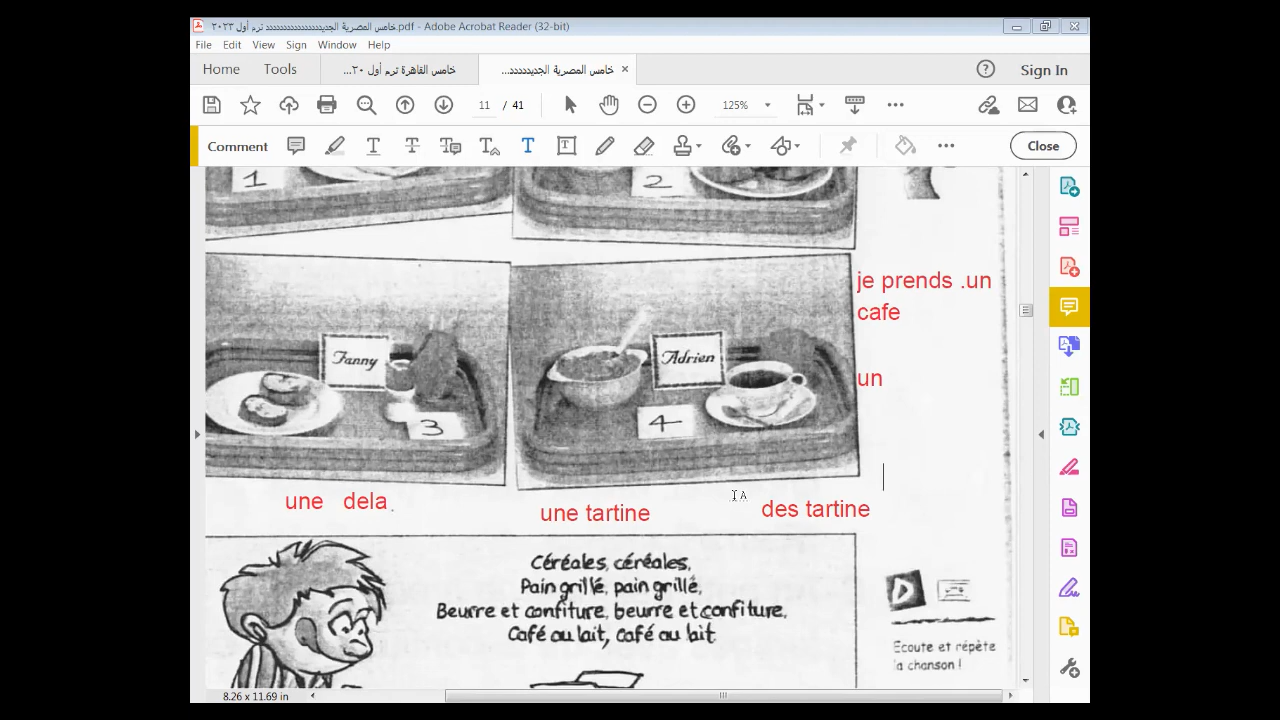 خامس المصرية الجديدددددددددددددددد ترم أول ٢٠٢٣.pdf - Adobe Acrobat Reader (32-bit)
File Edit View Sign Window Help
Home Tools خامس القاهرة ترم أول ٢٠... خامس المصرية الجديددددد... × Sign In
11 / 41 125%
Comment Close
1 2
je prends .un
cafe
Fanny Adrien
un
3 4
une dela
une tartine des tartine
Céréales, céréales,
Pain grillé, pain grillé,
Beurre et confiture, beurre et confiture,
Café au lait, café au lait
D
Ecoute et répète
la chanson !
8.26 x 11.69 in